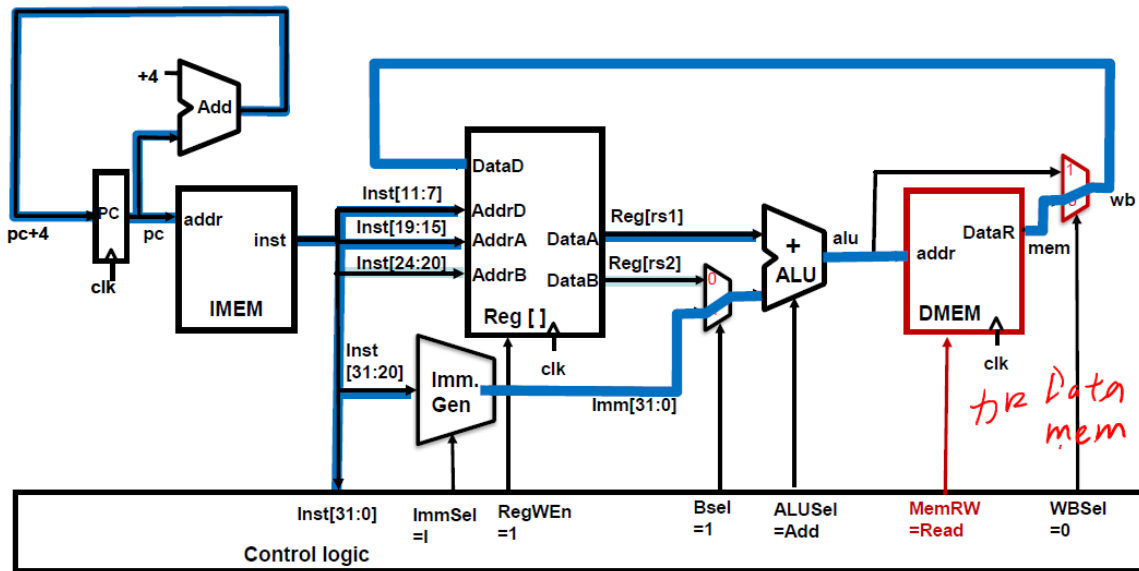 +4
Add
DataD
Inst[11:7]
AddrD
Inst[19:15]
AddrA
Inst[24:20]
AddrB
DataA
DataB
Reg [ ]
clk
PC
pc+4
pc
clk
addr
inst
IMEM
Reg[rs1]
Reg[rs2]
0
+
ALU
alu
addr
DataR
DMEM
clk
mem
1
0
wb
Inst
[31:20]
Imm.
Gen
Imm[31:0]
加 Data
mem
Inst[31:0]
ImmSel
=I
RegWEn
=1
Bsel
=1
ALUSel
=Add
MemRW
=Read
WBSel
=0
Control logic